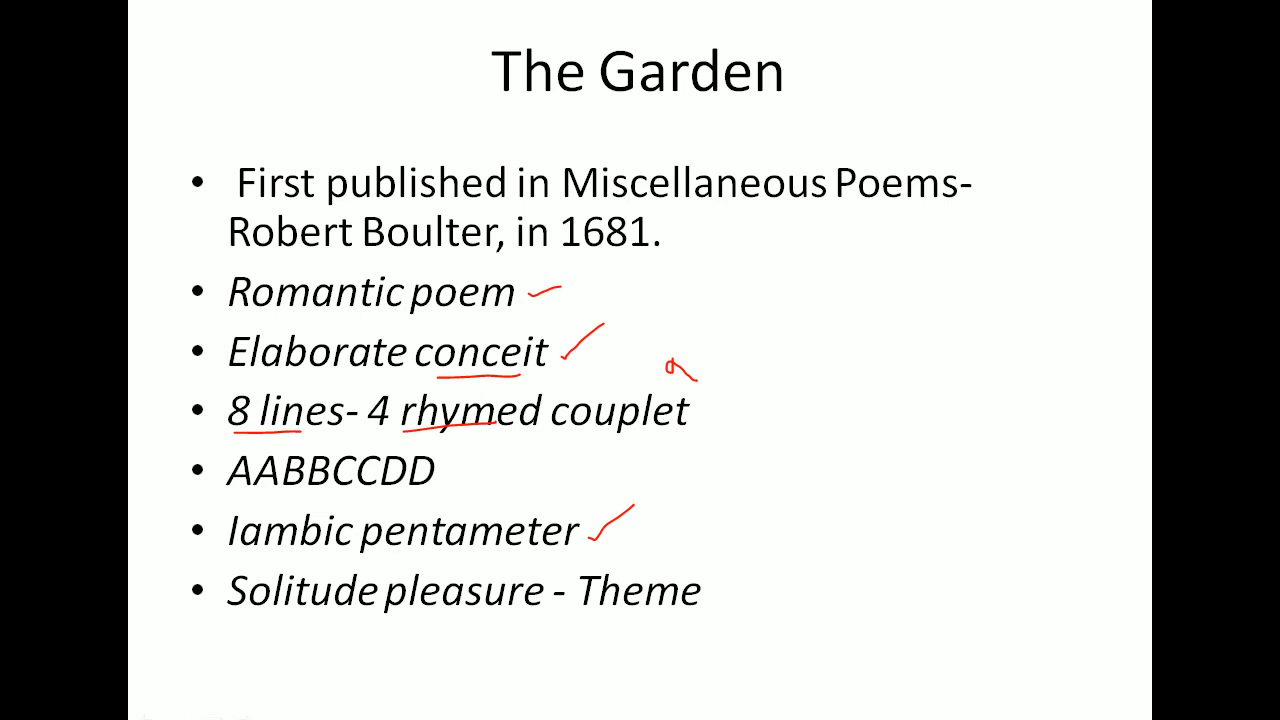 The Garden
• First published in Miscellaneous Poems-
Robert Boulter, in 1681.
• Romantic poem
• Elaborate conceit
• 8 lines- 4 rhymed couplet
• AABBCCDD
• Iambic pentameter
• Solitude pleasure - Theme